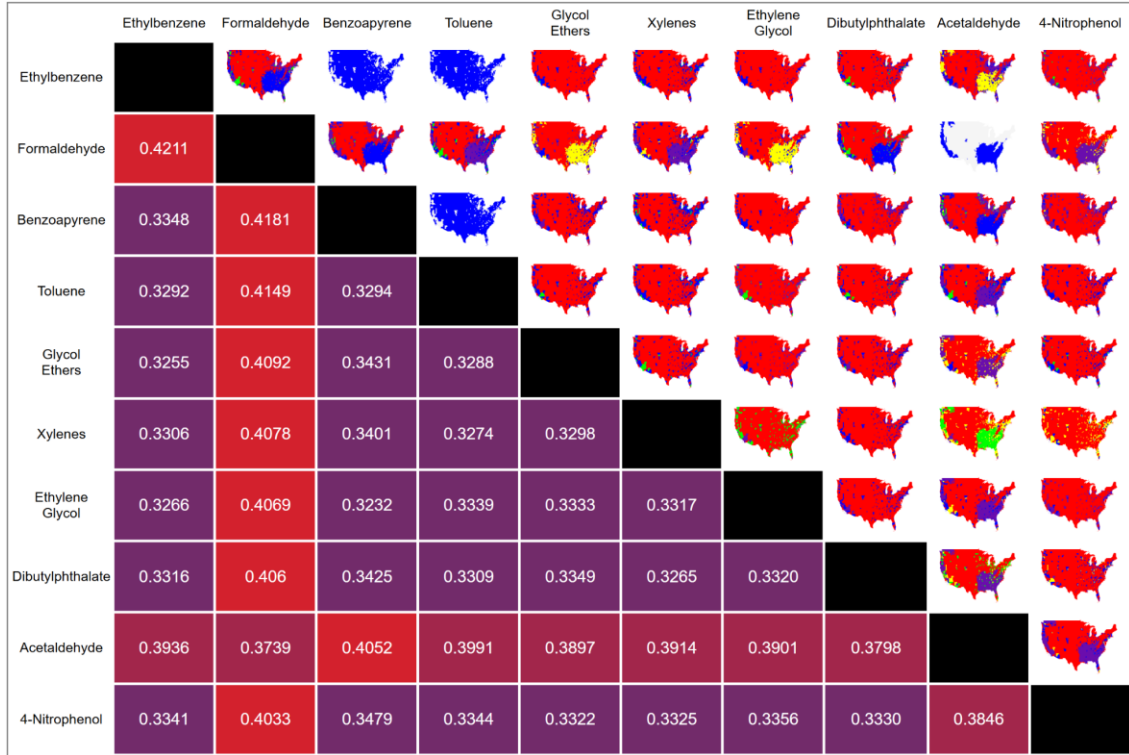 Ethylbenzene Formaldehyde Benzoapyrene Toluene Glycol Ethers Xylenes Ethylene Glycol Dibutylphthalate Acetaldehyde 4-Nitrophenol
Ethylbenzene
Formaldehyde 0.4211
Benzoapyrene 0.3348 0.4181
Toluene 0.3292 0.4149 0.3294
Glycol Ethers 0.3255 0.4092 0.3431 0.3288
Xylenes 0.3306 0.4078 0.3401 0.3274 0.3298
Ethylene Glycol 0.3266 0.4069 0.3232 0.3339 0.3333 0.3317
Dibutylphthalate 0.3316 0.406 0.3425 0.3309 0.3349 0.3265 0.3320
Acetaldehyde 0.3936 0.3739 0.4052 0.3991 0.3897 0.3914 0.3901 0.3798
4-Nitrophenol 0.3341 0.4033 0.3479 0.3344 0.3322 0.3325 0.3356 0.3330 0.3846